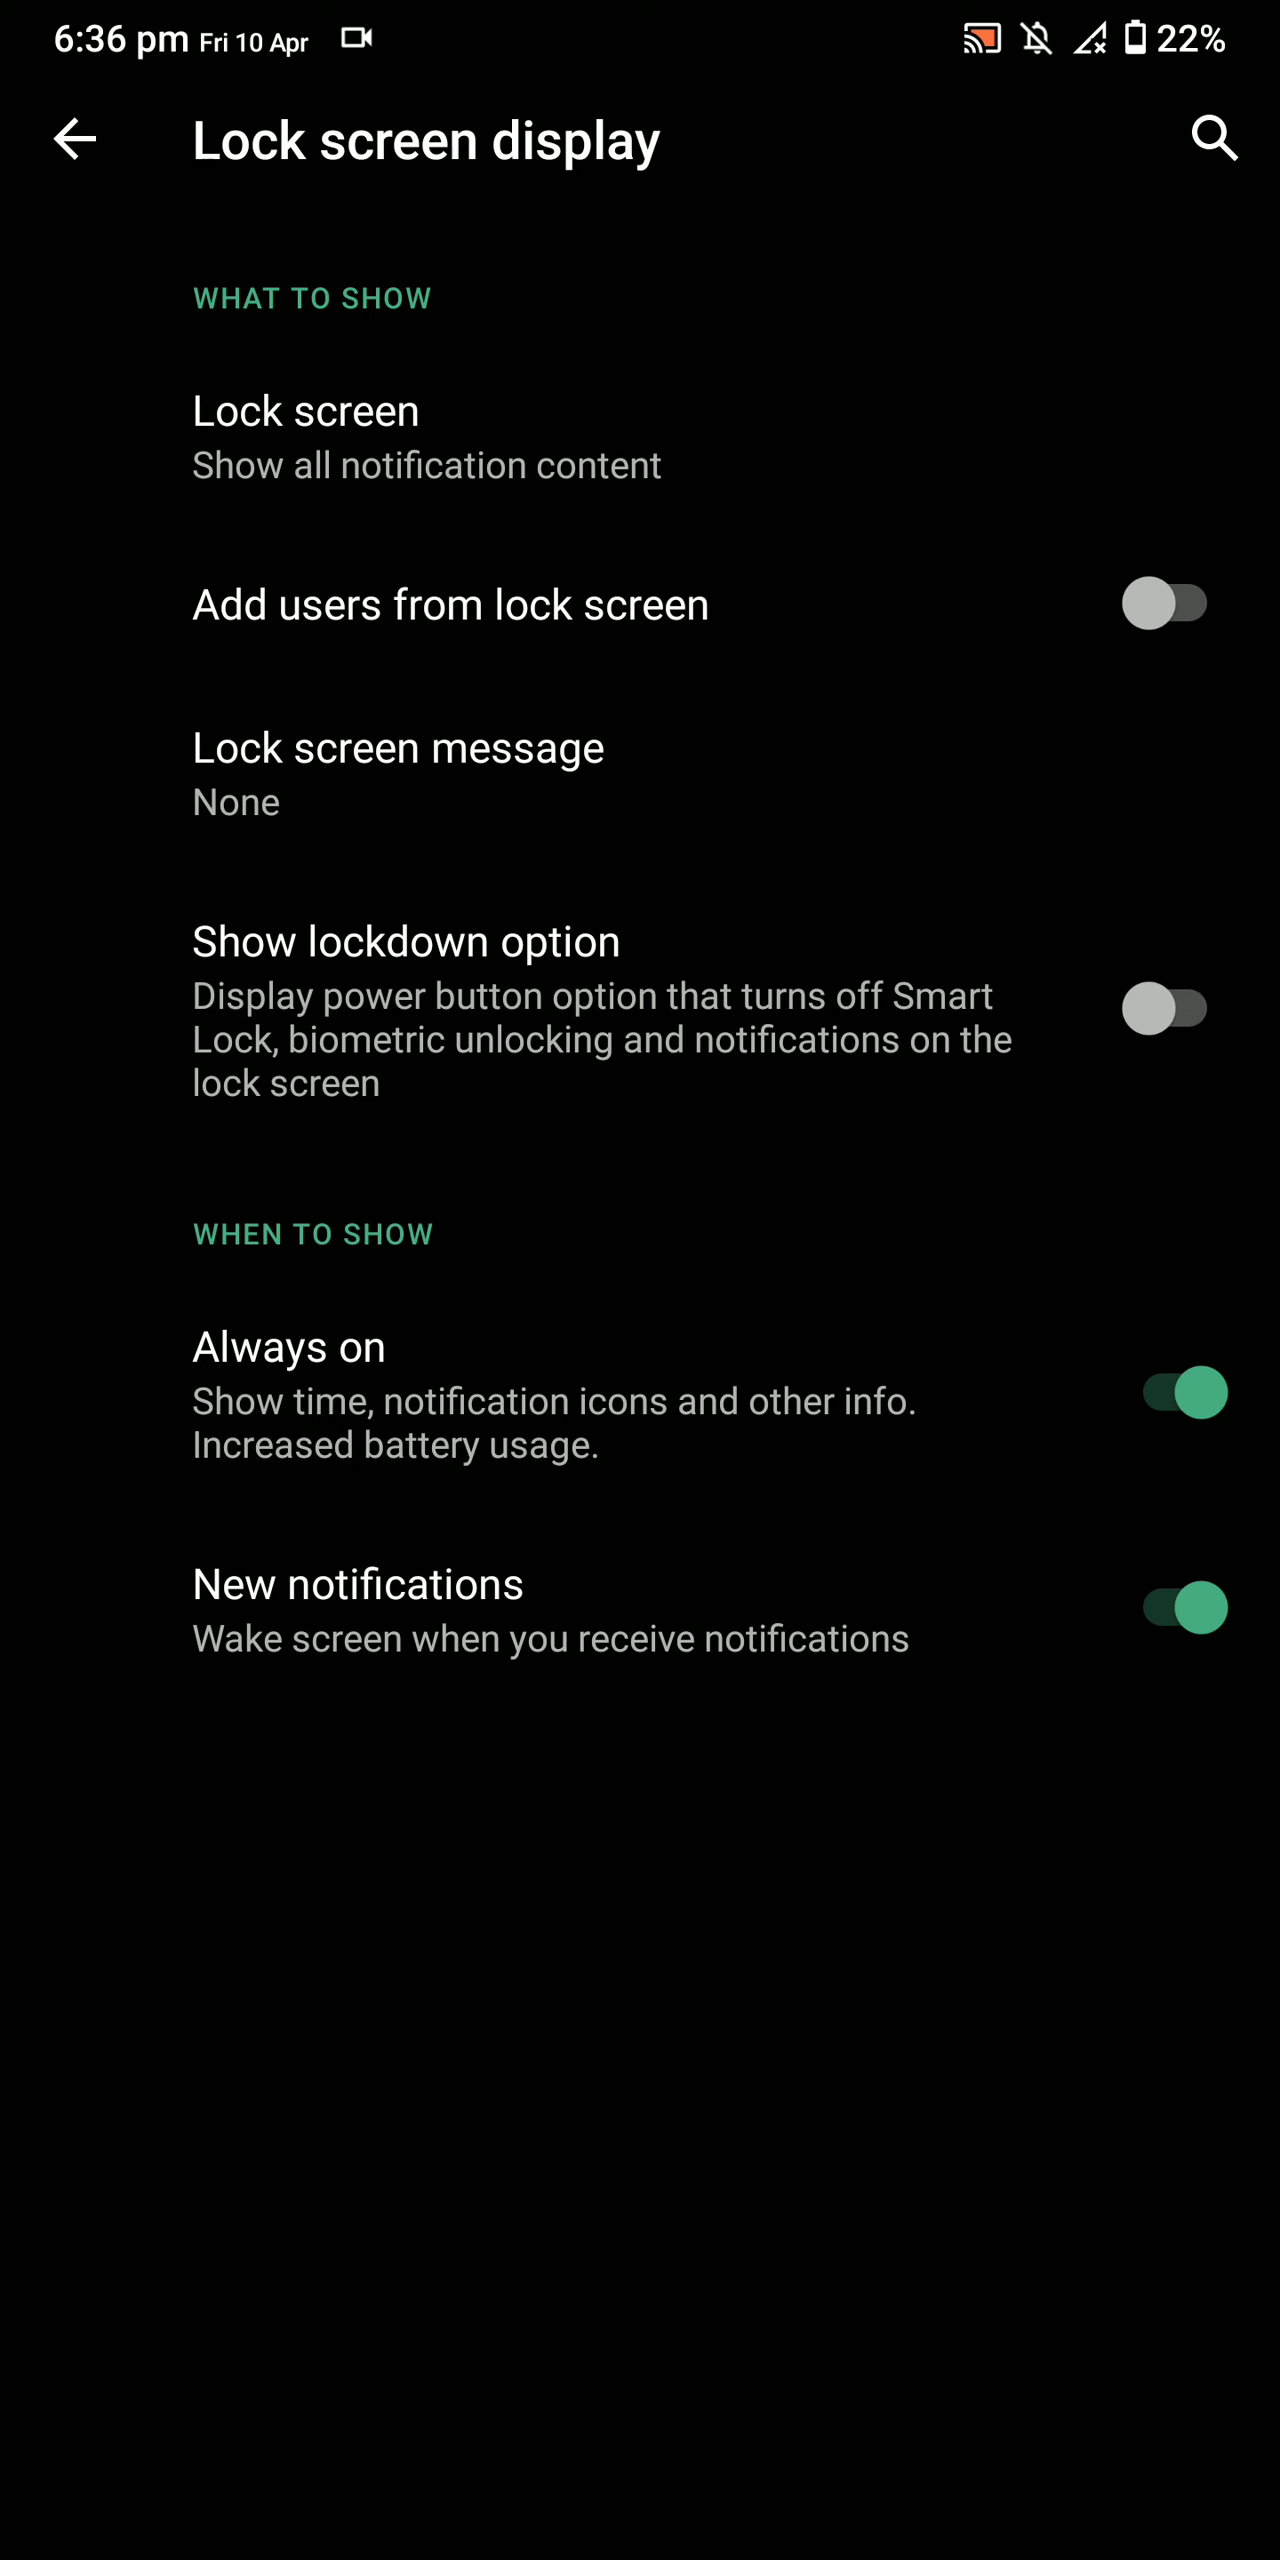 6:36 pm Fri 10 Apr 22%
Lock screen display
WHAT TO SHOW
Lock screen
Show all notification content
Add users from lock screen
Lock screen message
None
Show lockdown option
Display power button option that turns off Smart
Lock, biometric unlocking and notifications on the
lock screen
WHEN TO SHOW
Always on
Show time, notification icons and other info.
Increased battery usage.
New notifications
Wake screen when you receive notifications